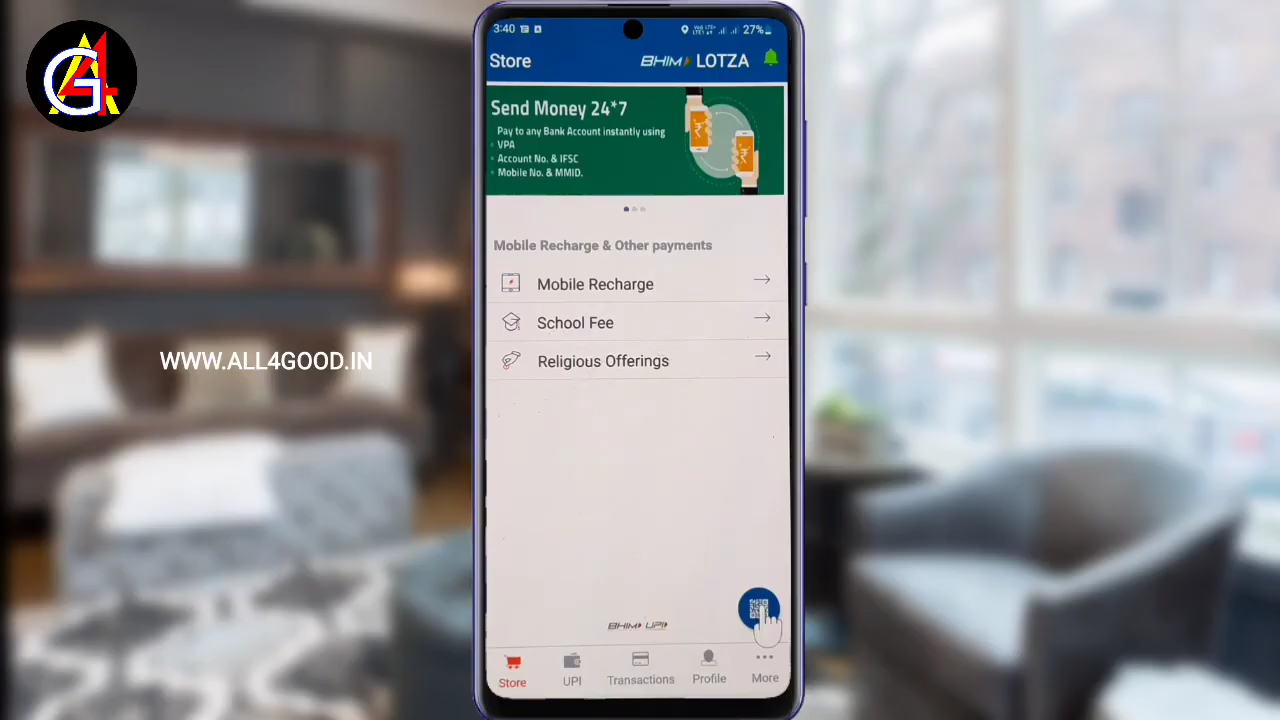 3:40
27%
Store
BHIM LOTZA
Send Money 24*7
Pay to any Bank Account instantly using
VPA
Account No. & IFSC
Mobile No. & MMID.
Mobile Recharge & Other payments
Mobile Recharge
School Fee
Religious Offerings
WWW.ALL4GOOD.IN
BHIM UPI
Store
UPI
Transactions
Profile
More